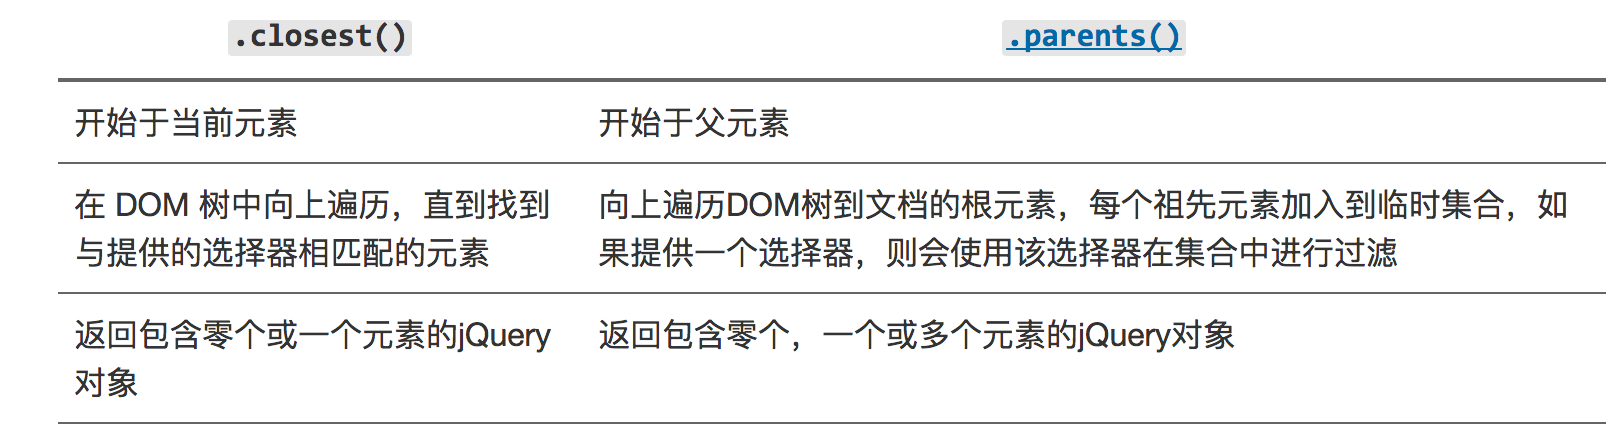 .closest()
.parents()
开始于当前元素
开始于父元素
在 DOM 树中向上遍历，直到找到
与提供的选择器相匹配的元素
向上遍历DOM树到文档的根元素，每个祖先元素加入到临时集合，如
果提供一个选择器，则会使用该选择器在集合中进行过滤
返回包含零个或一个元素的jQuery
对象
返回包含零个，一个或多个元素的jQuery对象